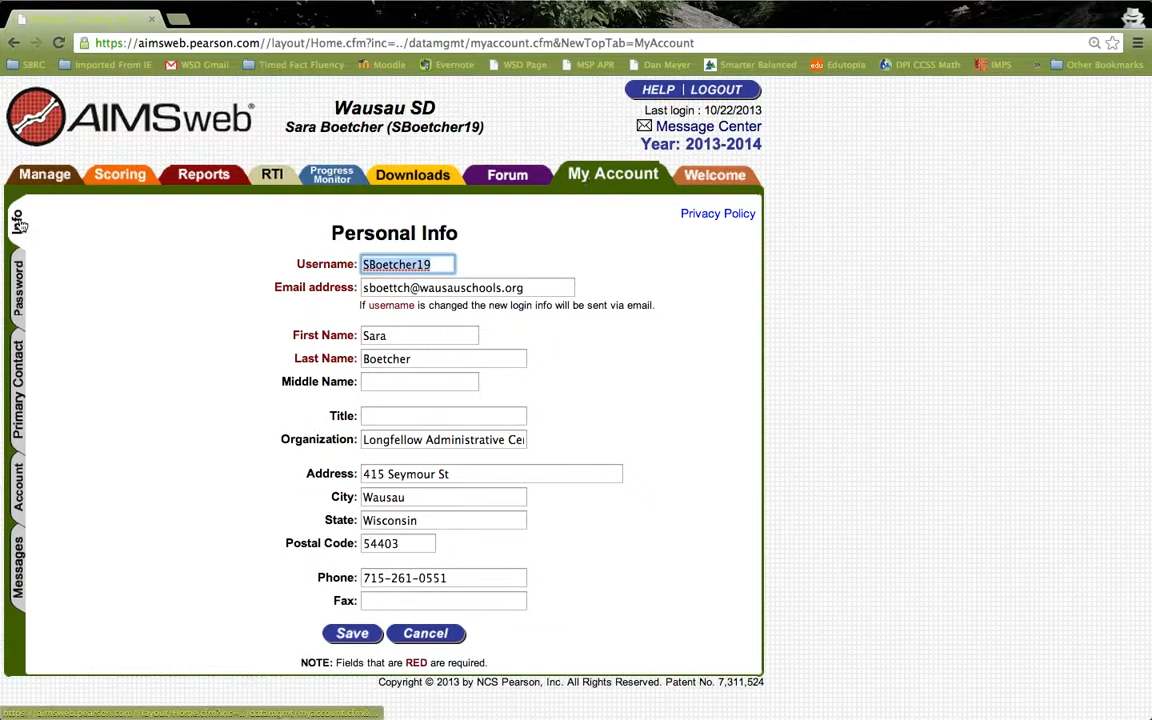 https://aimsweb.pearson.com//layout/Home.cfm?inc=../datamgmt/myaccount.cfm&NewTopTab=MyAccount
SBRC Imported From IE WSD Gmail Timed Fact Fluency Moodle Evernote WSD Page MSP APR Dan Meyer Smarter Balanced Edutopia DPI CCSS Math IMPS » Other Bookmarks
AIMSweb®
Wausau SD
Sara Boetcher (SBoetcher19)
HELP | LOGOUT
Last login : 10/22/2013
Message Center
Year: 2013-2014
Manage Scoring Reports RTI Progress Monitor Downloads Forum My Account Welcome
Info
Password
Primary Contact
Account
Messages
Privacy Policy
Personal Info
Username: SBoetcher19
Email address: sboettch@wausauschools.org
If username is changed the new login info will be sent via email.
First Name: Sara
Last Name: Boetcher
Middle Name:
Title:
Organization: Longfellow Administrative Cer
Address: 415 Seymour St
City: Wausau
State: Wisconsin
Postal Code: 54403
Phone: 715-261-0551
Fax:
Save Cancel
NOTE: Fields that are RED are required.
Copyright © 2013 by NCS Pearson, Inc. All Rights Reserved. Patent No. 7,311,524